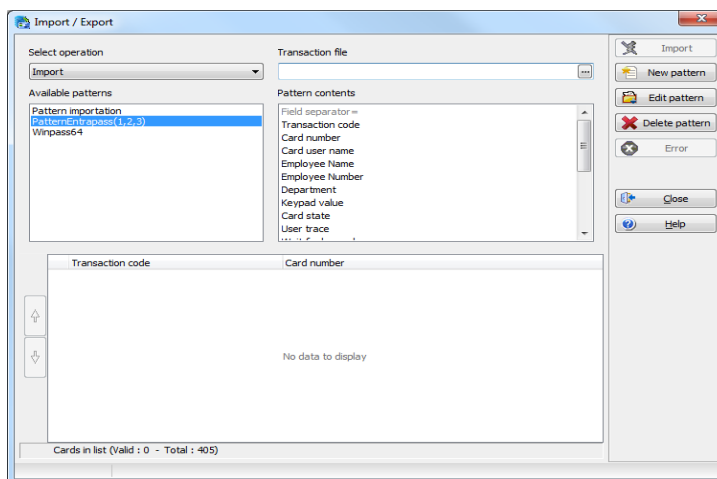 Import / Export
Select operation
Import
Transaction file
...
Available patterns
Pattern importation
PatternEntrapass(1,2,3)
Winpass64
Pattern contents
Field separator=
Transaction code
Card number
Card user name
Employee Name
Employee Number
Department
Keypad value
Card state
User trace
Import
New pattern
Edit pattern
Delete pattern
Error
Close
Help
Transaction code Card number
No data to display
Cards in list (Valid : 0 - Total : 405)